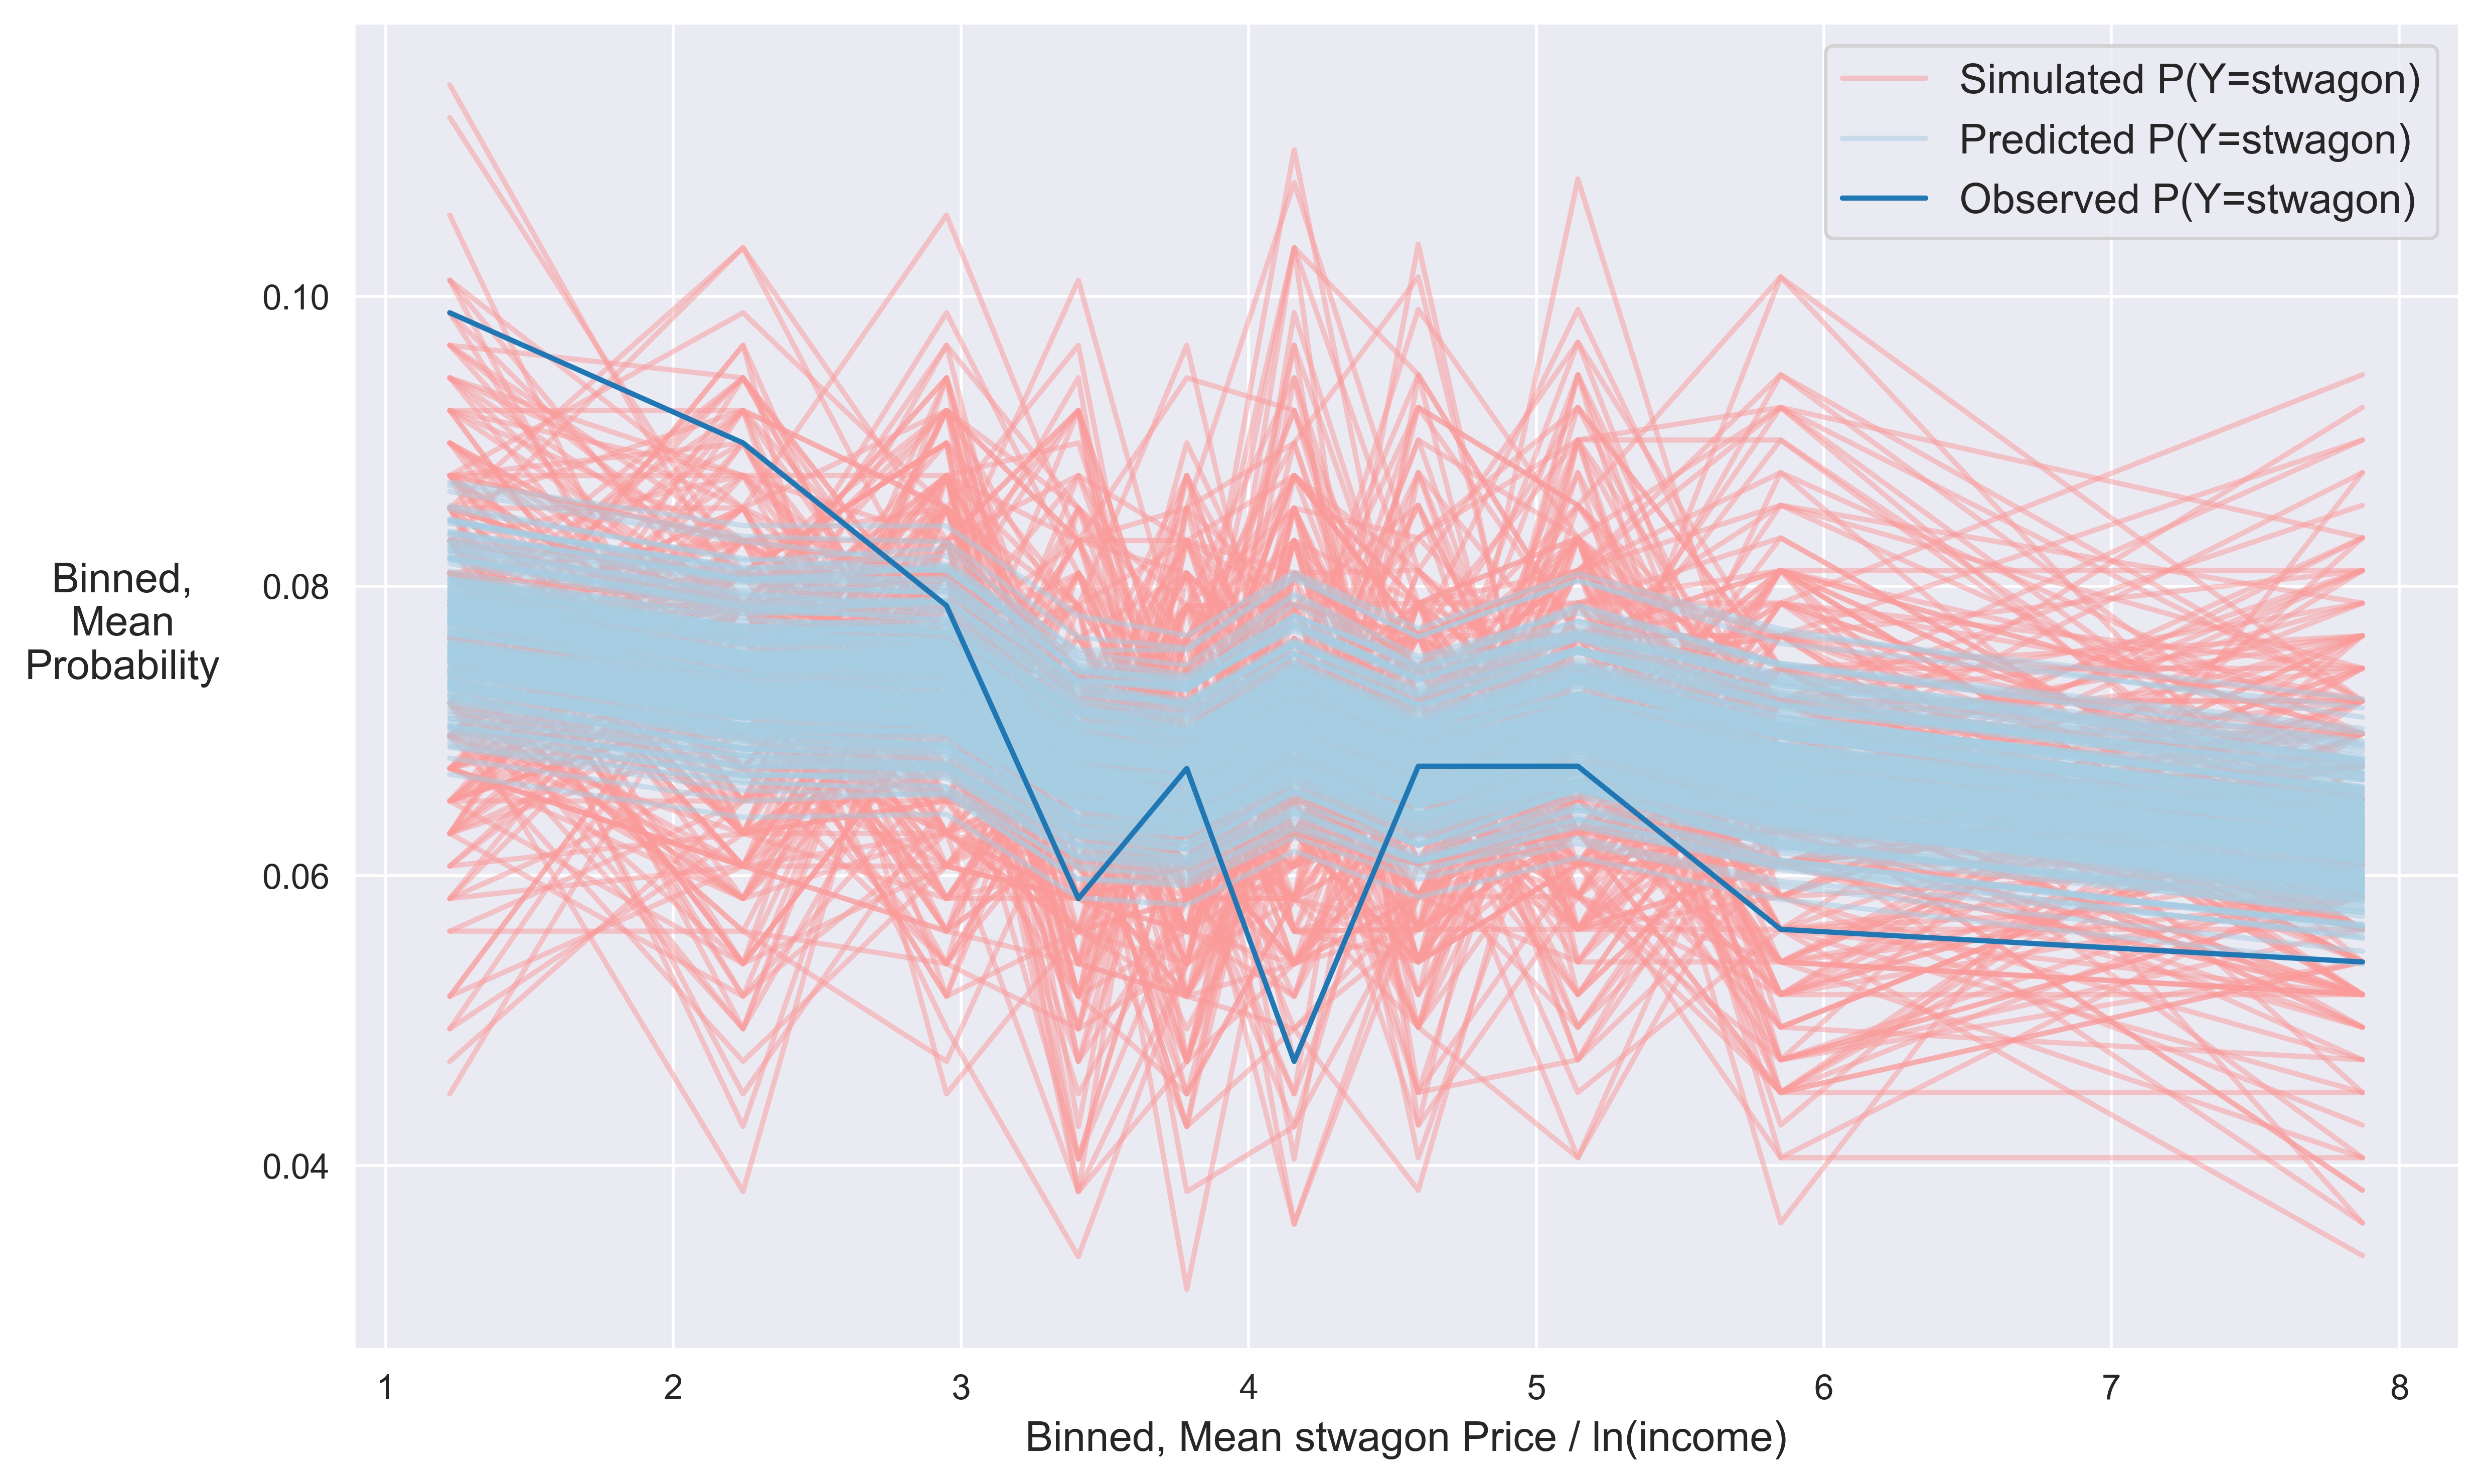 Simulated P(Y=stwagon)
Predicted P(Y=stwagon)
Observed P(Y=stwagon)
0.10
0.08
0.06
0.04
Binned,
Mean
Probability
1 2 3 4 5 6 7 8
Binned, Mean stwagon Price / ln(income)